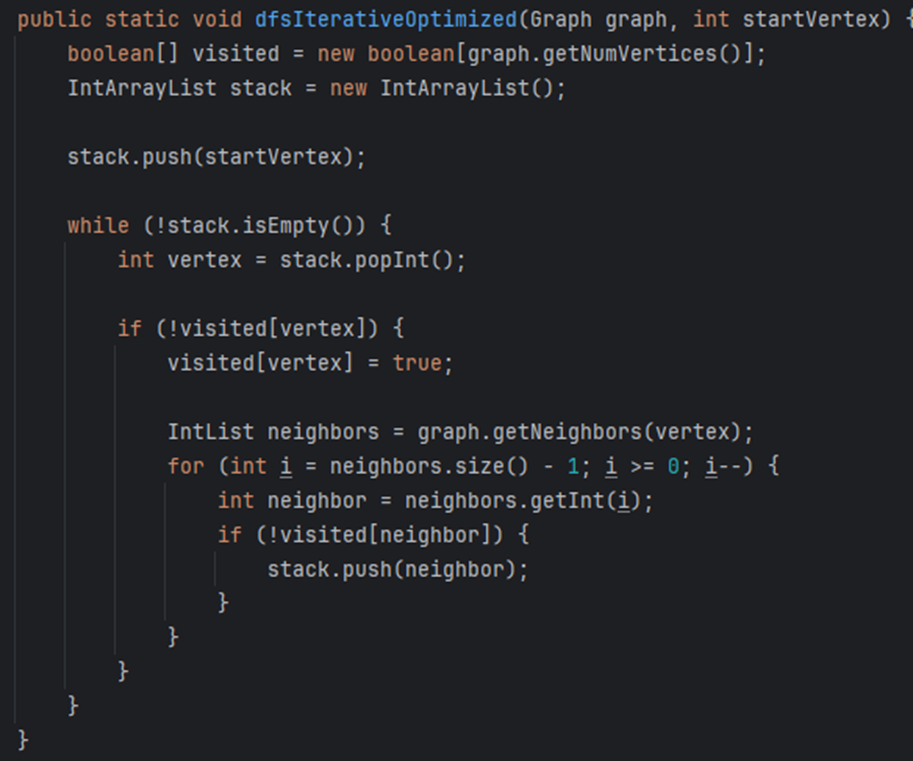 public static void dfsIterativeOptimized(Graph graph, int startVertex) {
    boolean[] visited = new boolean[graph.getNumVertices()];
    IntArrayList stack = new IntArrayList();

    stack.push(startVertex);

    while (!stack.isEmpty()) {
        int vertex = stack.popInt();

        if (!visited[vertex]) {
            visited[vertex] = true;

            IntList neighbors = graph.getNeighbors(vertex);
            for (int i = neighbors.size() - 1; i >= 0; i--) {
                int neighbor = neighbors.getInt(i);
                if (!visited[neighbor]) {
                    stack.push(neighbor);
                }
            }
        }
    }
}